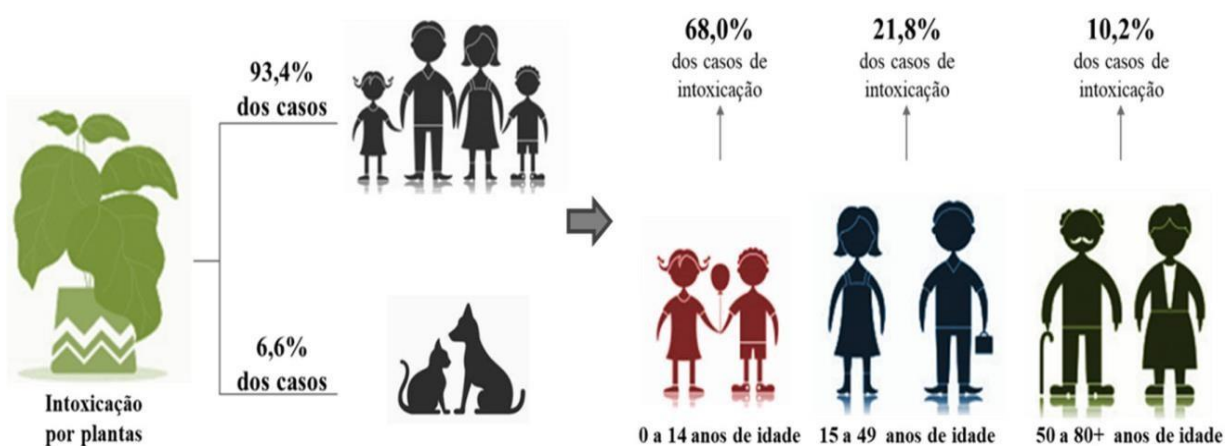 93,4%
dos casos
6,6%
dos casos
Intoxicação
por plantas
68,0%
dos casos de
intoxicação
21,8%
dos casos de
intoxicação
10,2%
dos casos de
intoxicação
0 a 14 anos de idade
15 a 49 anos de idade
50 a 80+ anos de idade